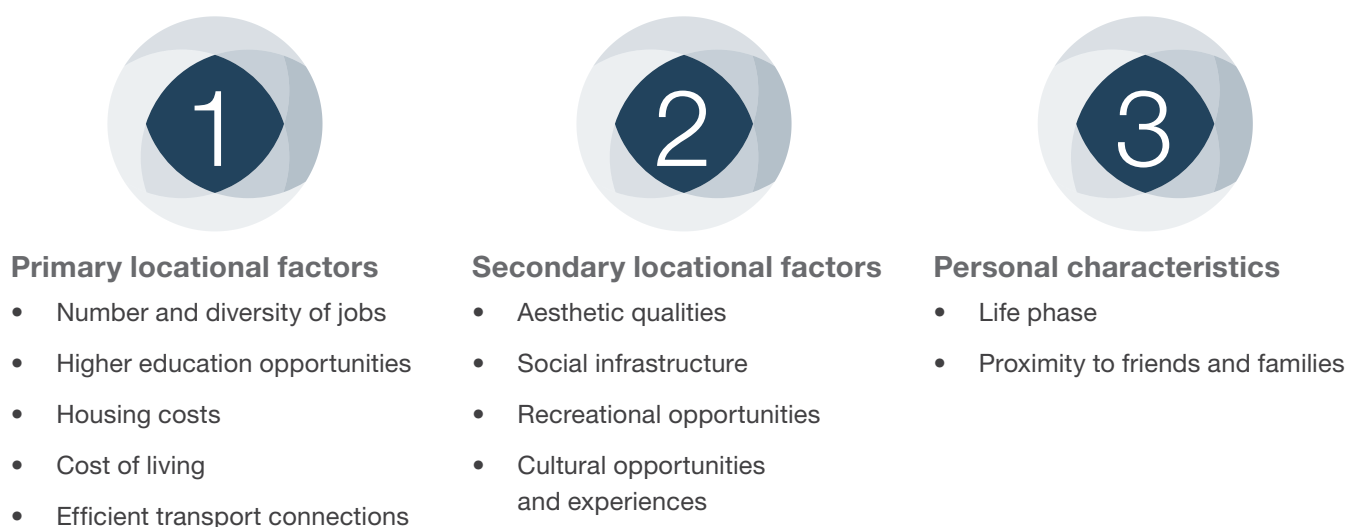 1
Primary locational factors
• Number and diversity of jobs
• Higher education opportunities
• Housing costs
• Cost of living
• Efficient transport connections
2
Secondary locational factors
• Aesthetic qualities
• Social infrastructure
• Recreational opportunities
• Cultural opportunities
and experiences
3
Personal characteristics
• Life phase
• Proximity to friends and families